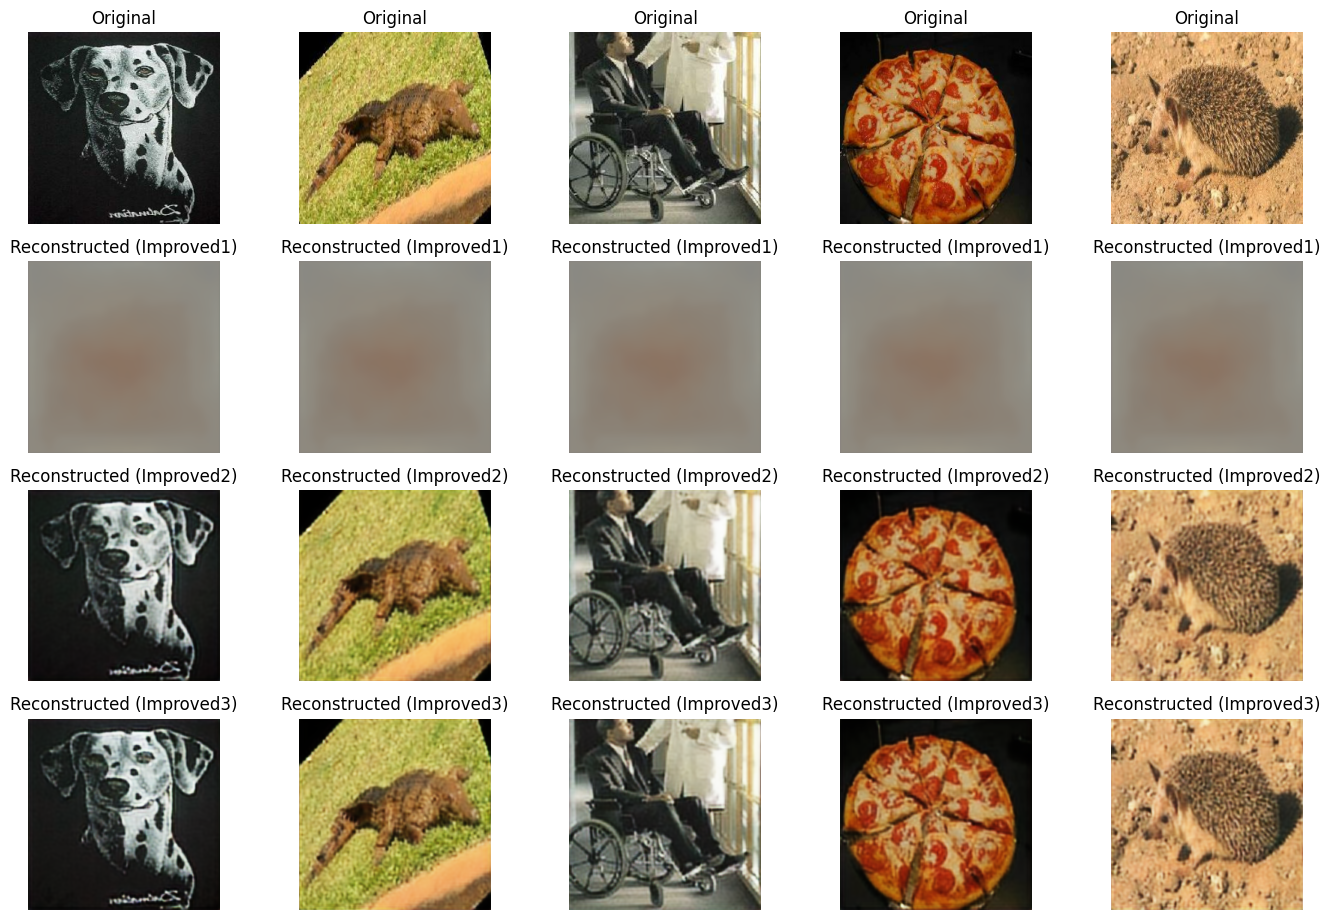 Original Original Original Original Original
Reconstructed (Improved1) Reconstructed (Improved1) Reconstructed (Improved1) Reconstructed (Improved1) Reconstructed (Improved1)
Reconstructed (Improved2) Reconstructed (Improved2) Reconstructed (Improved2) Reconstructed (Improved2) Reconstructed (Improved2)
Reconstructed (Improved3) Reconstructed (Improved3) Reconstructed (Improved3) Reconstructed (Improved3) Reconstructed (Improved3)